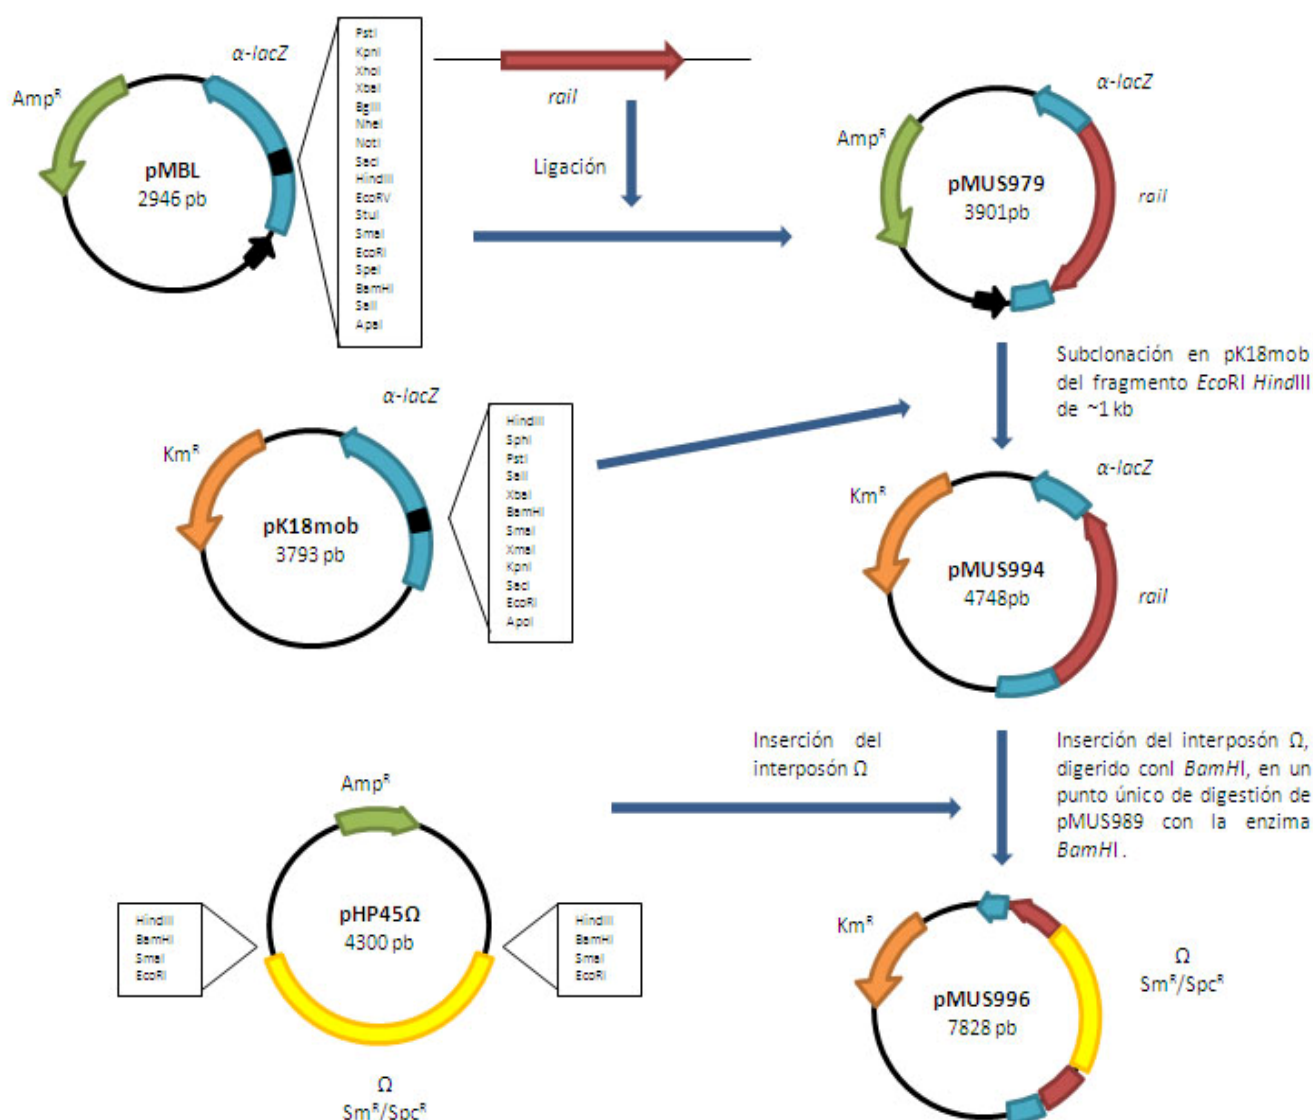 α-lacZ
Amp^R
pMBL
2946 pb
PstI
KpnI
XhoI
XbaI
BglII
NheI
NotI
SacI
HindIII
EcoRV
StuI
SmaI
EcoRI
SpeI
BamHI
SalI
ApaI
raiI
Ligación
α-lacZ
Amp^R
pMUS979
3901pb
raiI
Subclonación en pK18mob
del fragmento EcoRI HindIII
de ~1 kb
α-lacZ
Km^R
pK18mob
3793 pb
HindIII
SphI
PstI
SalI
XbaI
BamHI
SmaI
XmaI
KpnI
SacI
EcoRI
ApoI
α-lacZ
Km^R
pMUS994
4748pb
raiI
Inserción del
interposón Ω
Inserción del interposón Ω,
digerido conI BamHI, en un
punto único de digestión de
pMUS989 con la enzima
BamHI .
Amp^R
pHP45Ω
4300 pb
HindIII
BamHI
SmaI
EcoRI
HindIII
BamHI
SmaI
EcoRI
Ω
Sm^R/Spc^R
Km^R
pMUS996
7828 pb
Ω
Sm^R/Spc^R